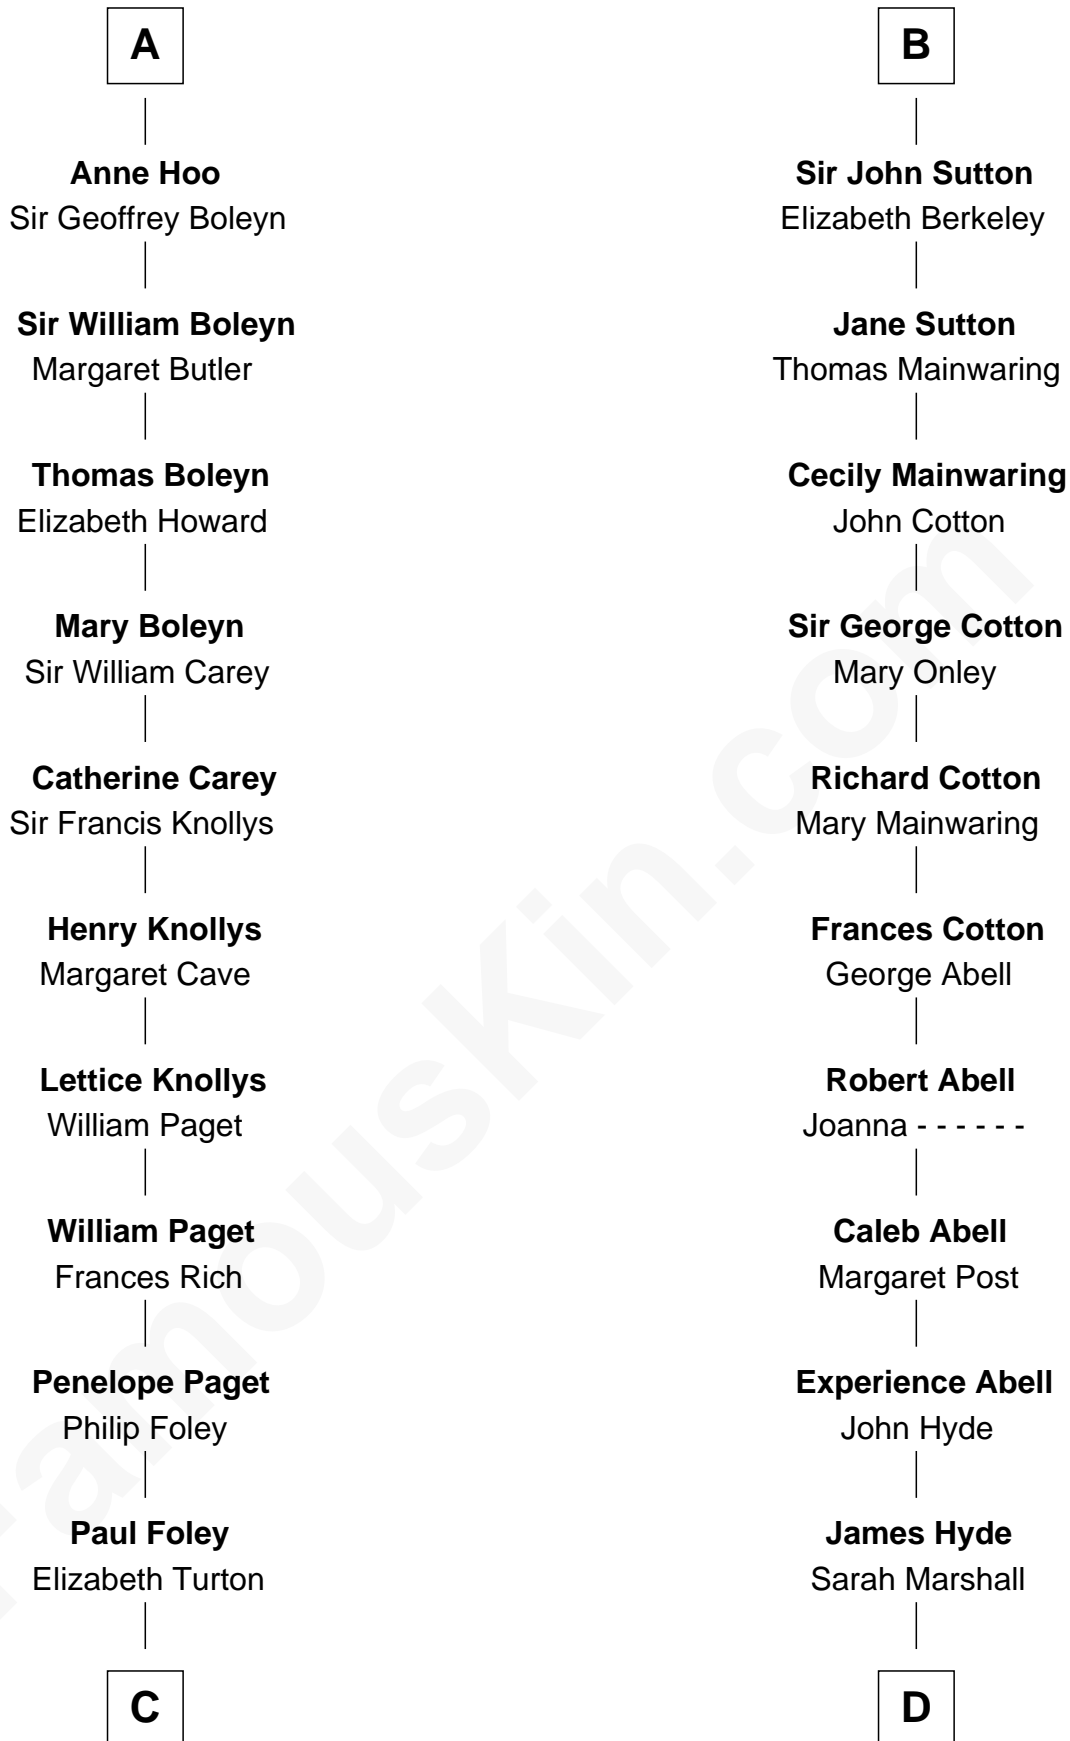 A
Anne Hoo
Sir Geoffrey Boleyn
Sir William Boleyn
Margaret Butler
Thomas Boleyn
Elizabeth Howard
Mary Boleyn
Sir William Carey
Catherine Carey
Sir Francis Knollys
Henry Knollys
Margaret Cave
Lettice Knollys
William Paget
William Paget
Frances Rich
Penelope Paget
Philip Foley
Paul Foley
Elizabeth Turton
C
B
Sir John Sutton
Elizabeth Berkeley
Jane Sutton
Thomas Mainwaring
Cecily Mainwaring
John Cotton
Sir George Cotton
Mary Onley
Richard Cotton
Mary Mainwaring
Frances Cotton
George Abell
Robert Abell
Joanna - - - - - -
Caleb Abell
Margaret Post
Experience Abell
John Hyde
James Hyde
Sarah Marshall
D
FamousKin.com